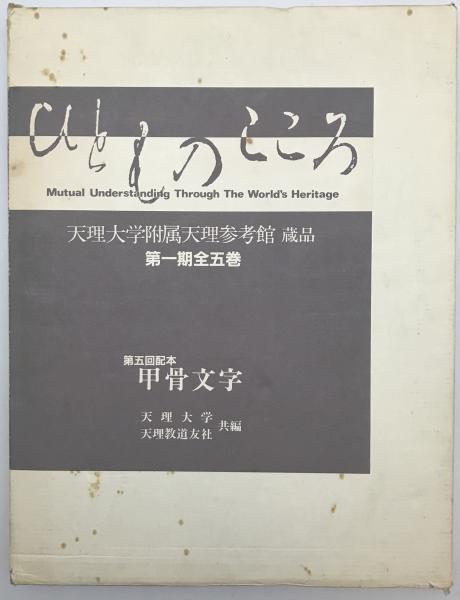 ひとものこころ
Mutual Understanding Through The World's Heritage
天理大学附属天理参考館 蔵品
第一期全五巻
第五回配本
甲骨文字
天理大学
天理教道友社
共編